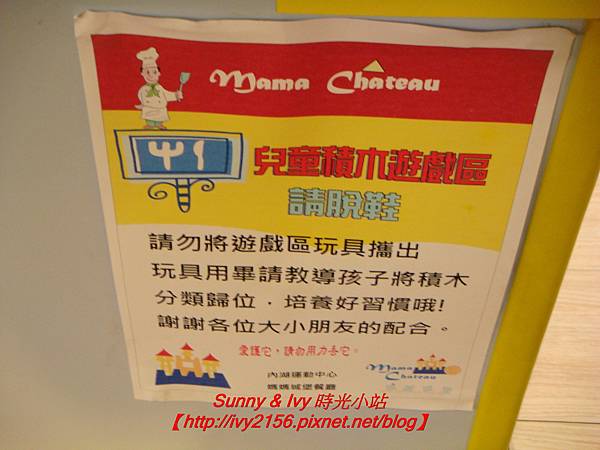 Mama Château
兒童積木遊戲區
請脫鞋
請勿將遊戲區玩具攜出
玩具用畢請教導孩子將積木
分類歸位．培養好習慣哦!
謝謝各位大小朋友的配合。
愛護它，請勿用力丟它。
內湖運動中心
媽媽城堡餐廳
Mama
Château
Sunny & Ivy 時光小站
【http://ivy2156.pixnet.net/blog】